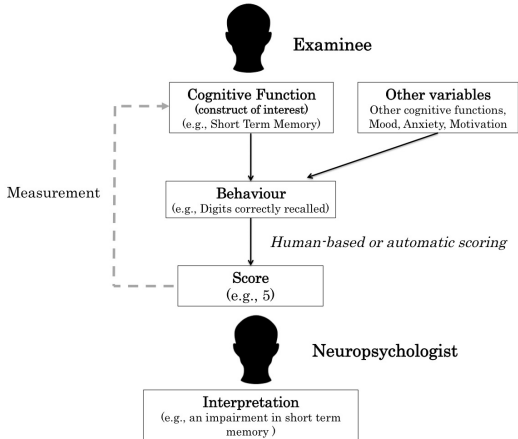 Examinee
Cognitive Function
(construct of interest)
(e.g., Short Term Memory)
Other variables
Other cognitive functions,
Mood, Anxiety, Motivation
Measurement
Behaviour
(e.g., Digits correctly recalled)
Human-based or automatic scoring
Score
(e.g., 5)
Neuropsychologist
Interpretation
(e.g., an impairment in short term
memory )